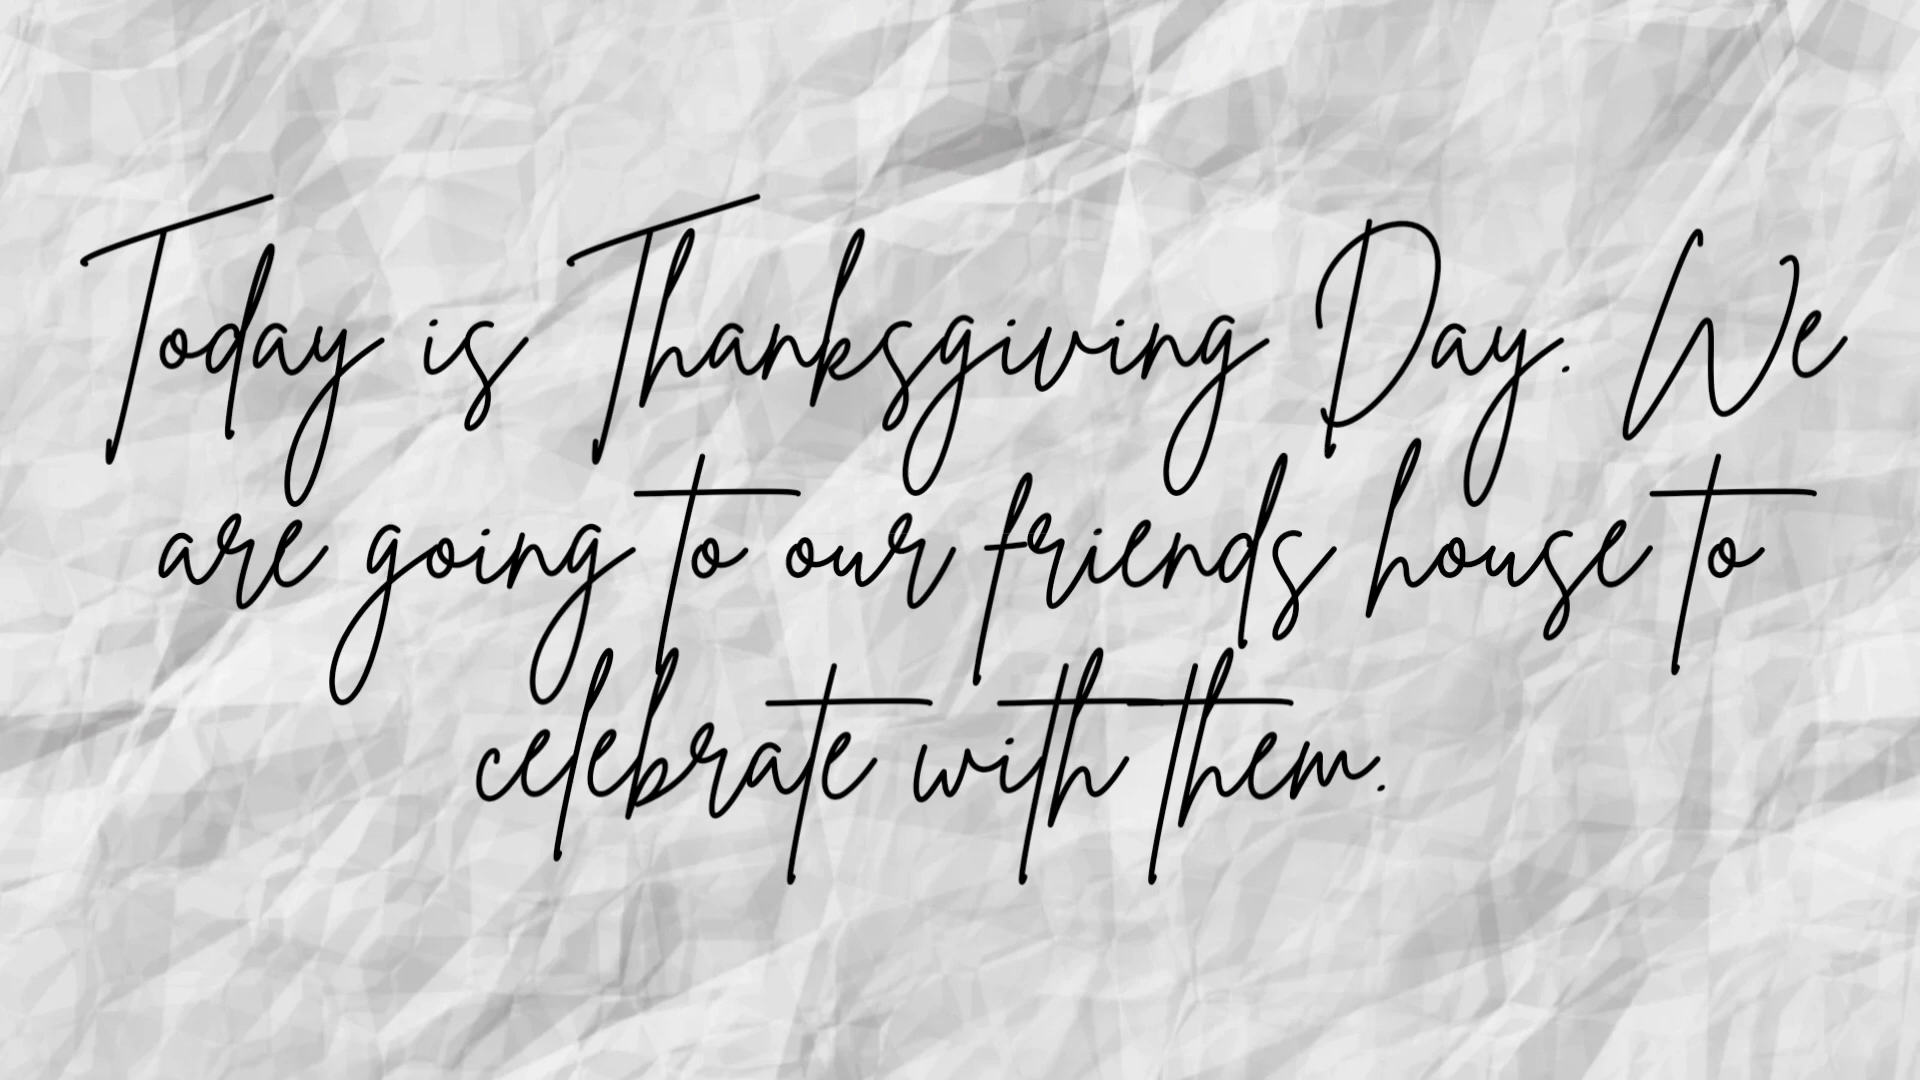 Today is Thanksgiving Day. We
are going to our friends house to
celebrate with them.